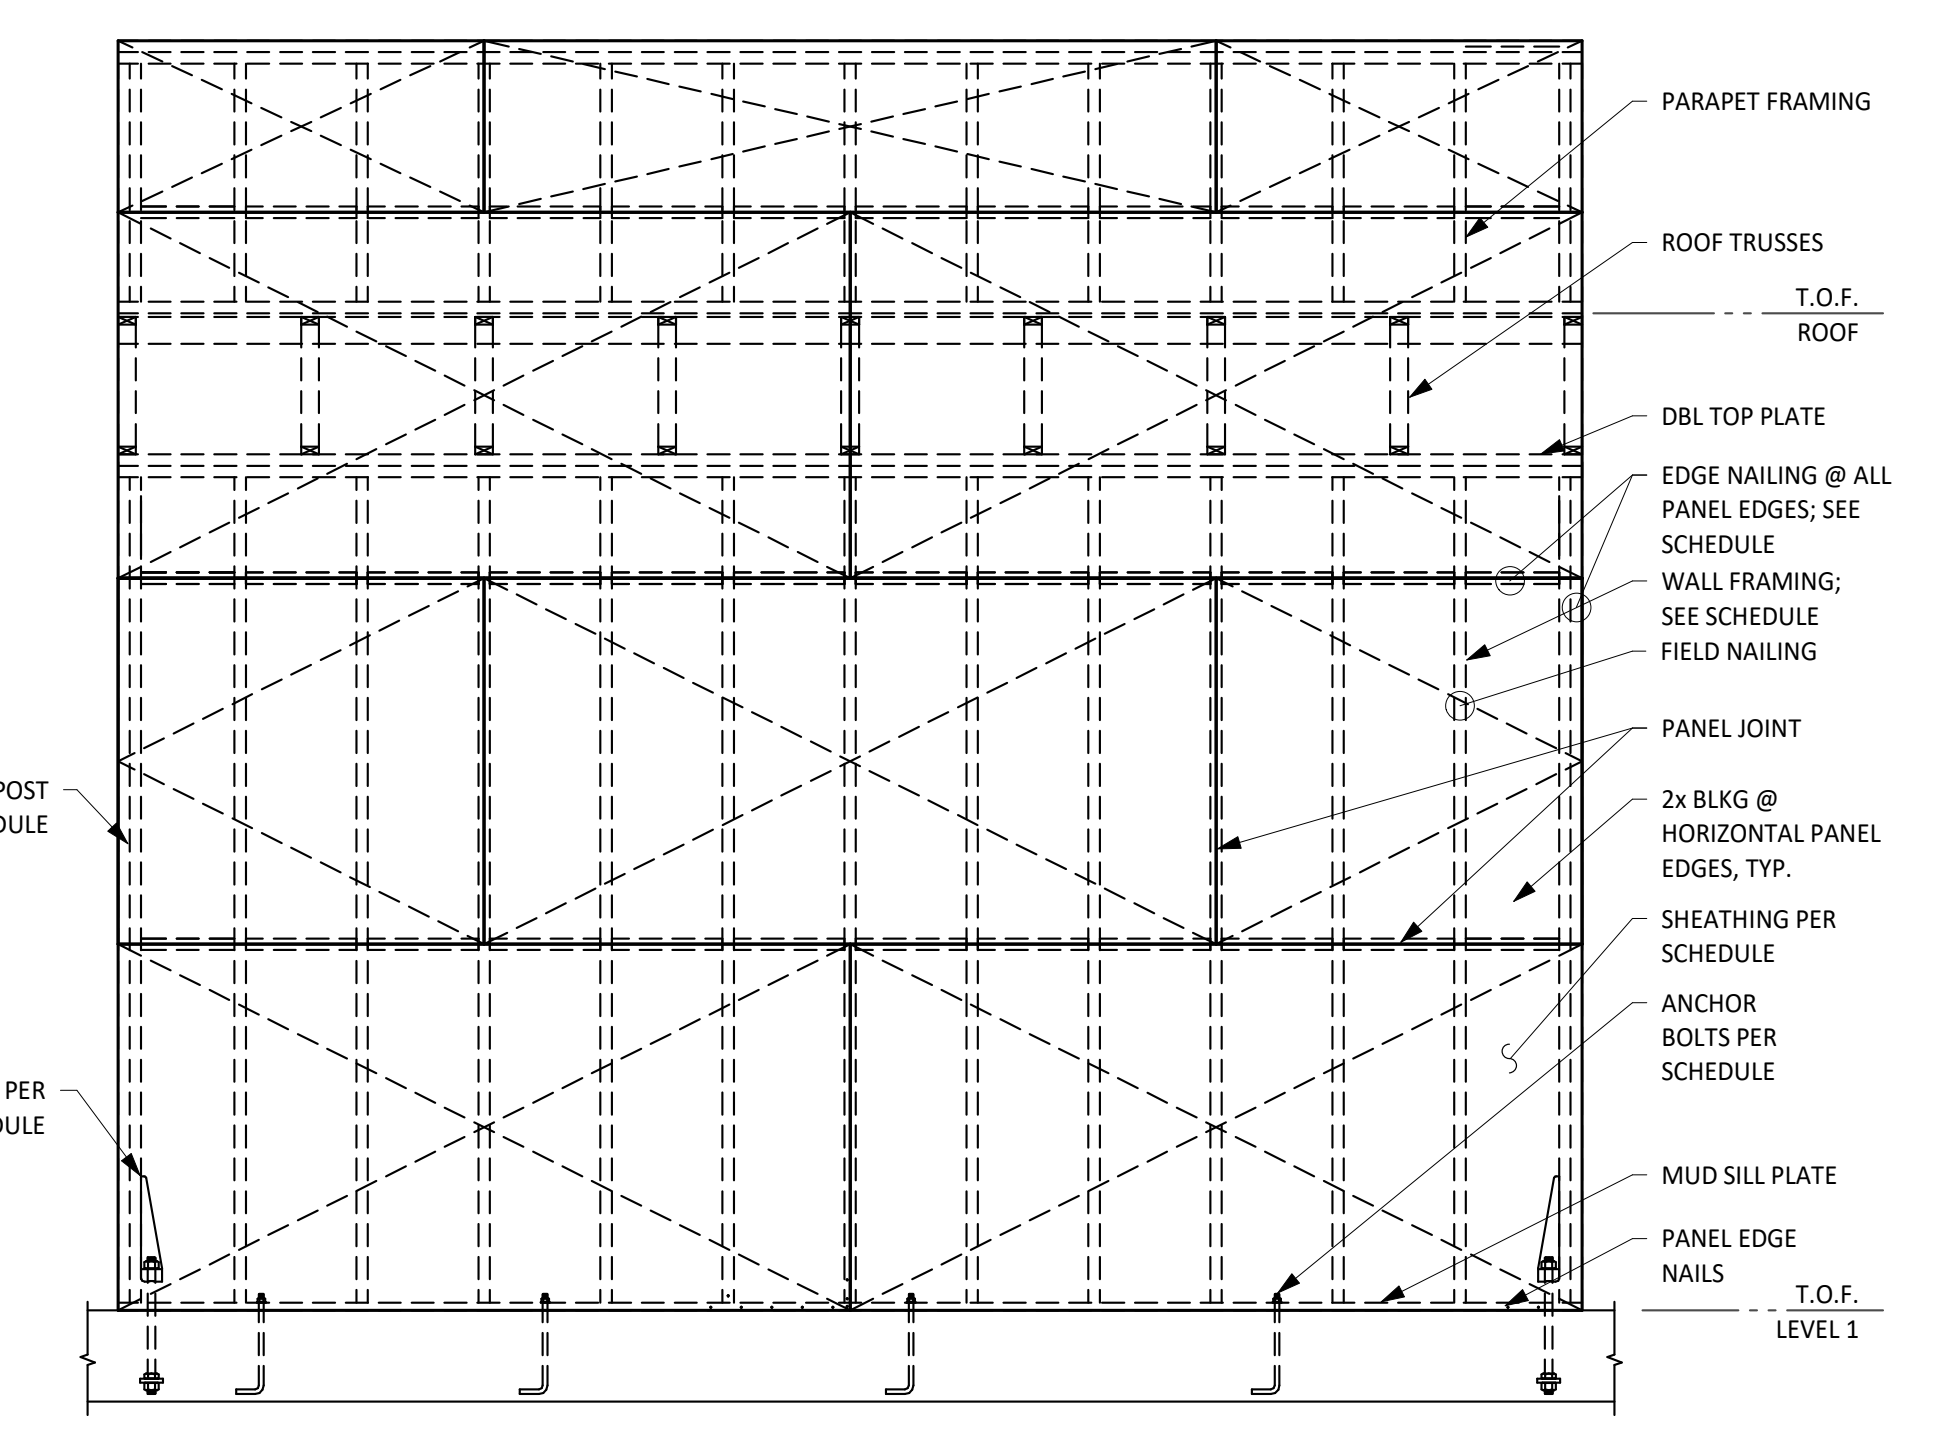 PARAPET FRAMING
ROOF TRUSSES
T.O.F.
ROOF
DBL TOP PLATE
EDGE NAILING @ ALL
PANEL EDGES; SEE
SCHEDULE
WALL FRAMING;
SEE SCHEDULE
FIELD NAILING
PANEL JOINT
POST
2x BLKG @
HORIZONTAL PANEL
EDGES, TYP.
SHEATHING PER
SCHEDULE
ANCHOR
BOLTS PER
SCHEDULE
PER
MUD SILL PLATE
PANEL EDGE
NAILS
T.O.F.
LEVEL 1